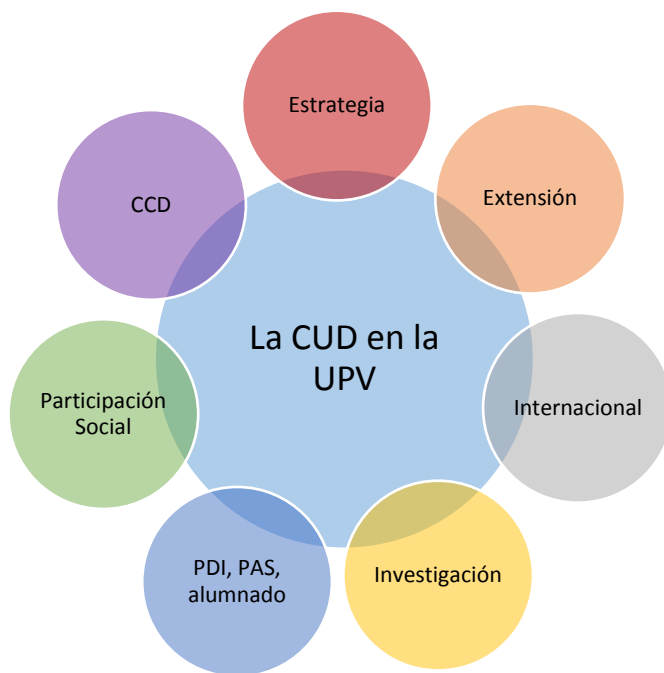 Estrategia
Extensión
Internacional
Investigación
PDI, PAS,
alumnado
Participación
Social
CCD
La CUD en la
UPV